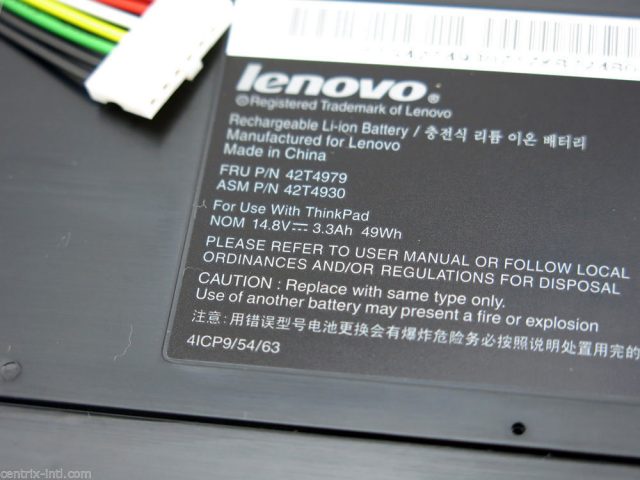 lenovo®
©Registered Trademark of Lenovo
Rechargeable Li-ion Battery / 충전식 리튬 이온 배터리
Manufactured for Lenovo
Made in China
FRU P/N 42T4979
ASM P/N 42T4930
For Use With ThinkPad
NOM 14.8V⎓ 3.3Ah 49Wh
PLEASE REFER TO USER MANUAL OR FOLLOW LOCAL
ORDINANCES AND/OR REGULATIONS FOR DISPOSAL
CAUTION : Replace with same type only.
Use of another battery may present a fire or explosion
注意: 用错误型号电池更换会有爆炸危险务必按照说明处置用完的
4ICP9/54/63
centrix-intl.com